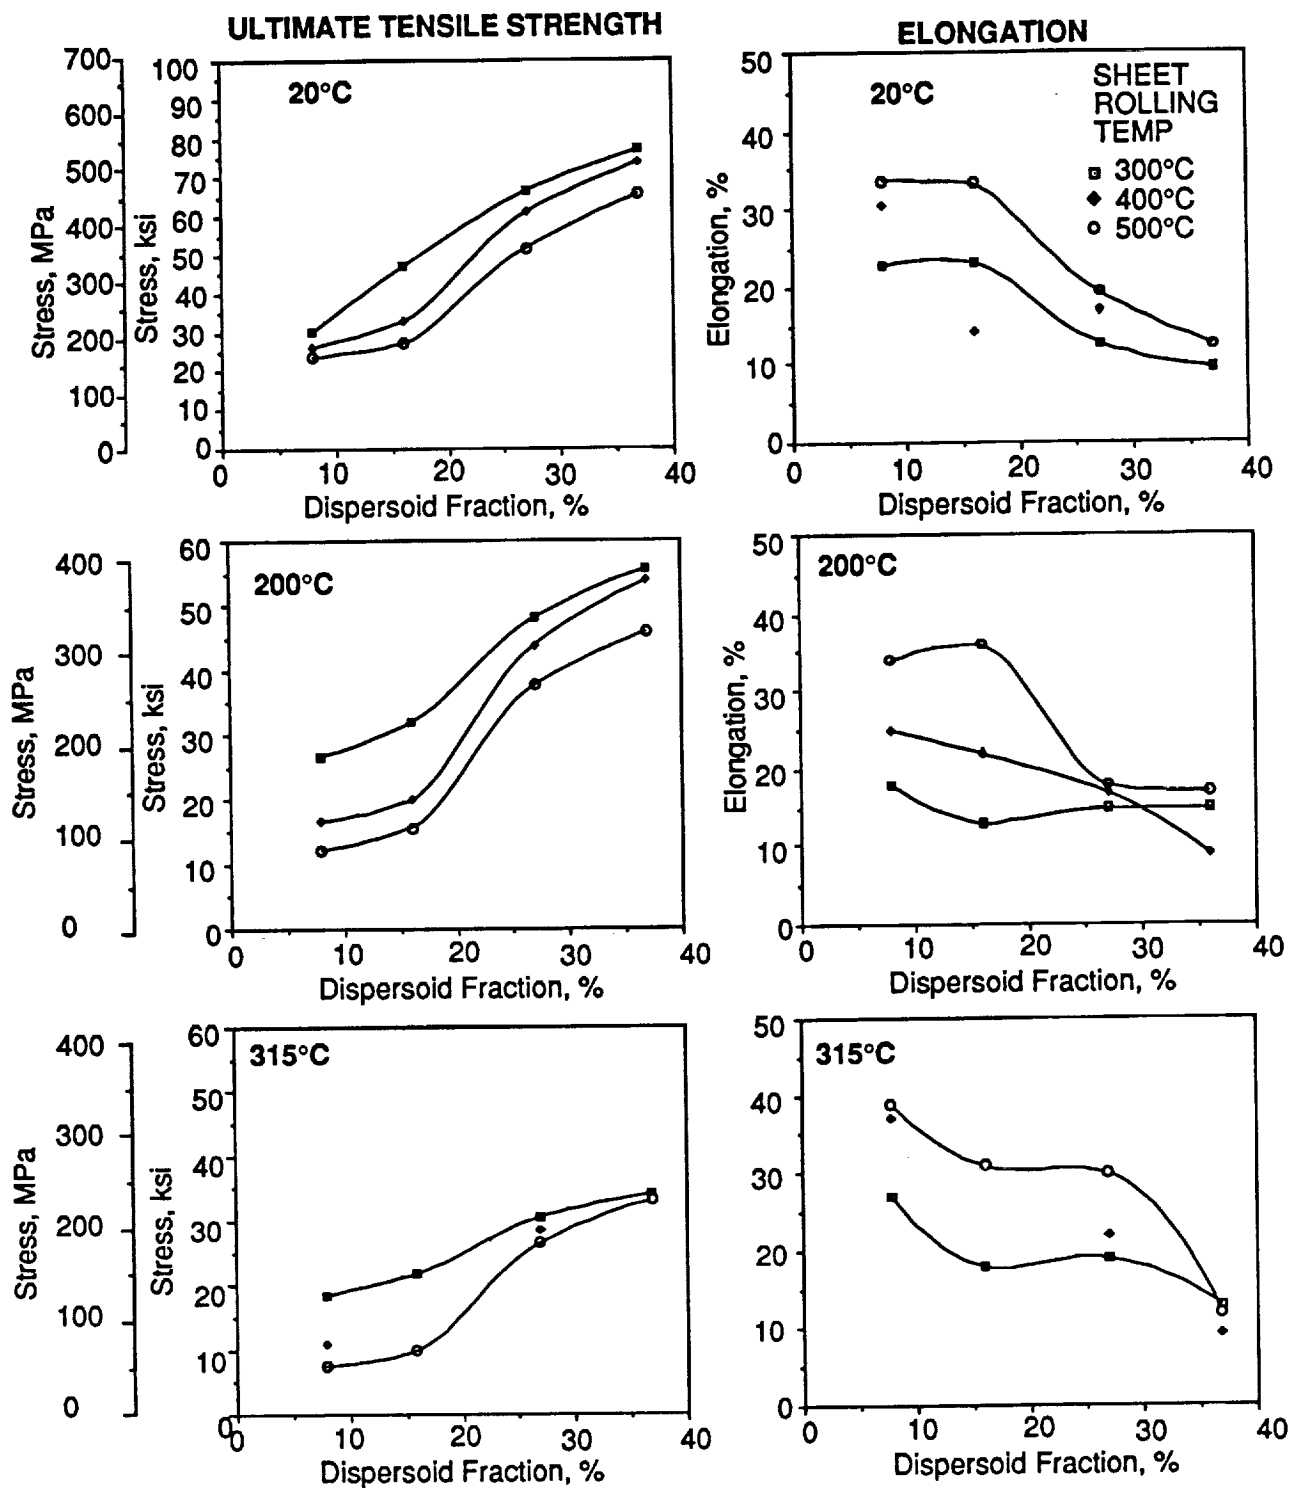 ULTIMATE TENSILE STRENGTH
ELONGATION
700
600
500
400
300
200
100
0
Stress, MPa
100
90
80
70
60
50
40
30
20
10
0
Stress, ksi
20°C
0 10 20 30 40
Dispersoid Fraction, %
50
40
30
20
10
0
Elongation, %
20°C
SHEET
ROLLING
TEMP
300°C
400°C
500°C
0 10 20 30 40
Dispersoid Fraction, %
400
300
200
100
0
Stress, MPa
60
50
40
30
20
10
0
Stress, ksi
200°C
0 10 20 30 40
Dispersoid Fraction, %
50
40
30
20
10
0
Elongation, %
200°C
0 10 20 30 40
Dispersoid Fraction, %
400
300
200
100
0
Stress, MPa
60
50
40
30
20
10
0
Stress, ksi
315°C
0 10 20 30 40
Dispersoid Fraction, %
50
40
30
20
10
0
315°C
0 10 20 30 40
Dispersoid Fraction, %